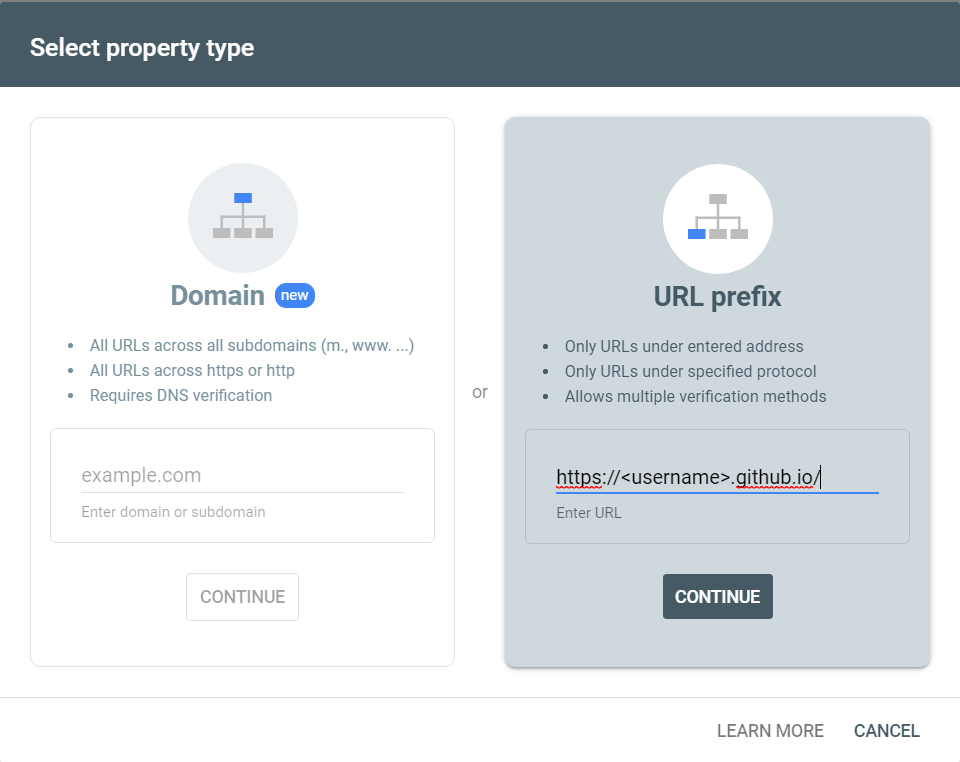 Select property type
Domain new
• All URLs across all subdomains (m., www. ...)
• All URLs across https or http
• Requires DNS verification
example.com
Enter domain or subdomain
CONTINUE
or
URL prefix
• Only URLs under entered address
• Only URLs under specified protocol
• Allows multiple verification methods
https://<username>.github.io/
Enter URL
CONTINUE
LEARN MORE CANCEL